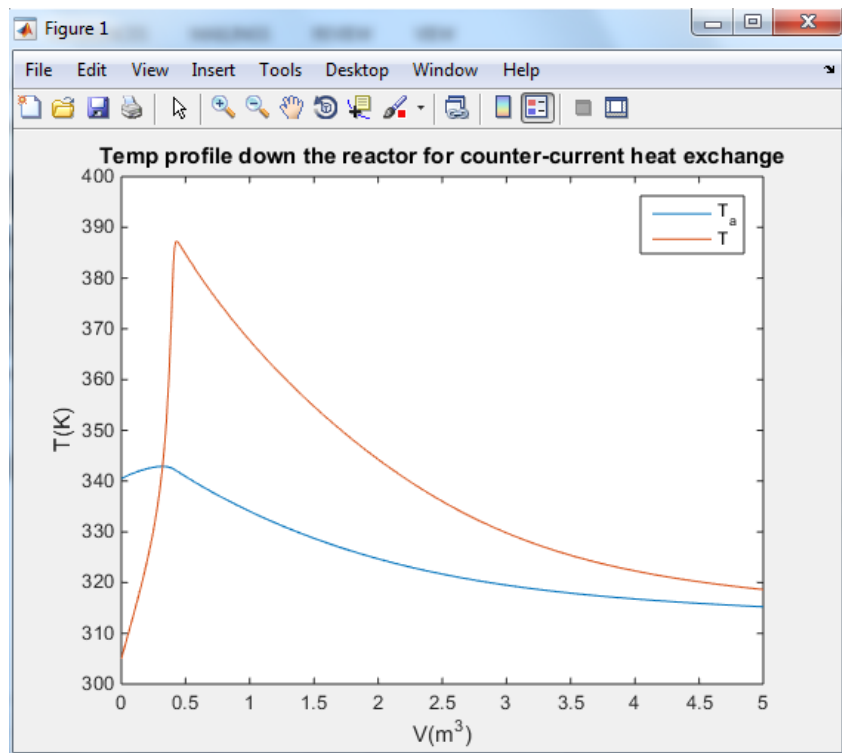 Figure 1
File Edit View Insert Tools Desktop Window Help
Temp profile down the reactor for counter-current heat exchange
400
390
380
370
360
350
340
330
320
310
300
T(K)
T_a
T
0 0.5 1 1.5 2 2.5 3 3.5 4 4.5 5
V(m^3)